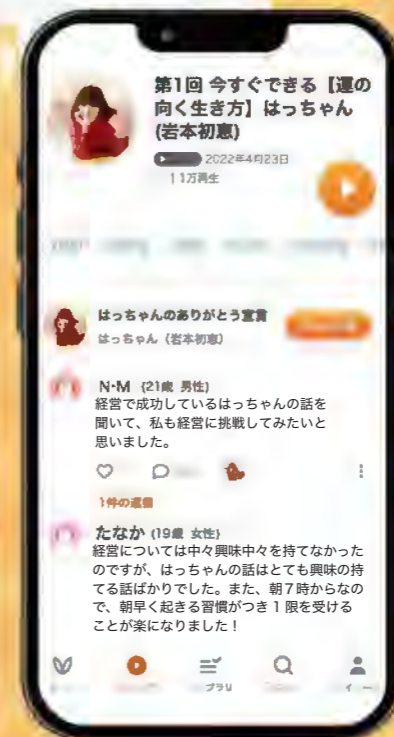 第1回 今すぐできる【運の
向く生き方】はっちゃん
(岩本初恵)
2022年4月23日
11万再生
はっちゃんのありがとう宣言
はっちゃん（岩本初恵）
N・M (21歳 男性)
経営で成功しているはっちゃんの話を
聞いて、私も経営に挑戦してみたいと
思いました。
1件の返信
たなか (19歳 女性)
経営については中々興味中々を持てなかった
のですが、はっちゃんの話はとても興味の持
てる話ばかりでした。また、朝７時からなの
で、朝早く起きる習慣がつき１限を受ける
ことが楽になりました！